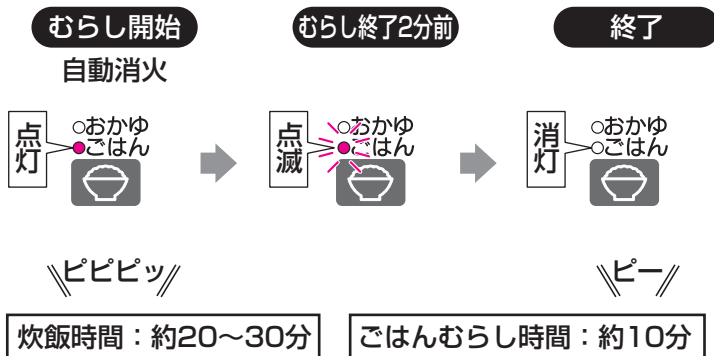 むらし開始
自動消火
点灯
○おかゆ
●ごはん
むらし終了2分前
点滅
○おかゆ
●ごはん
終了
消灯
○おかゆ
○ごはん
ピピピッ
ピー
炊飯時間：約20～30分
ごはんむらし時間：約10分